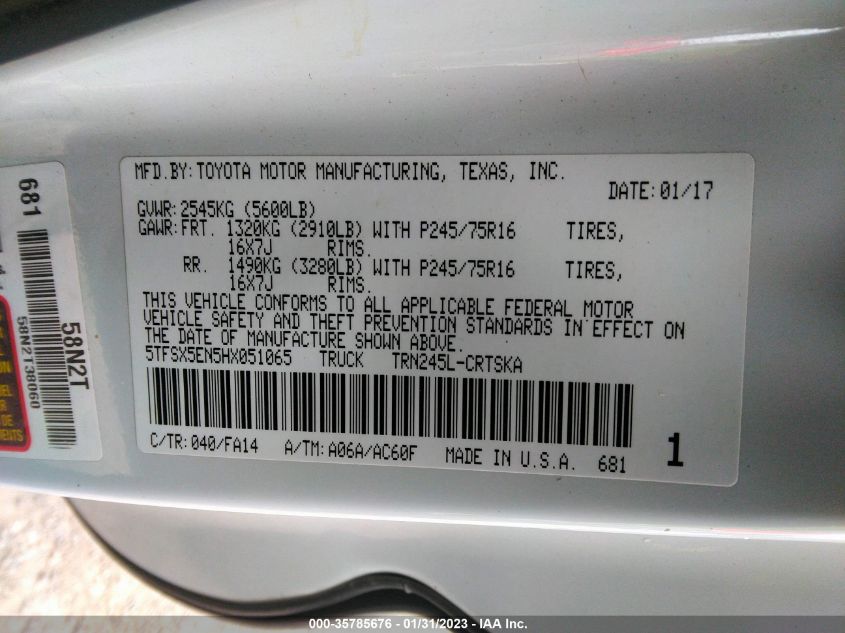 MFD.BY:TOYOTA MOTOR MANUFACTURING, TEXAS, INC.
DATE:01/17
GVWR:2545KG (5600LB)
GAWR:FRT. 1320KG (2910LB) WITH P245/75R16 TIRES,
16X7J RIMS.
RR. 1490KG (3280LB) WITH P245/75R16 TIRES,
16X7J RIMS.
THIS VEHICLE CONFORMS TO ALL APPLICABLE FEDERAL MOTOR
VEHICLE SAFETY AND THEFT PREVENTION STANDARDS IN EFFECT ON
THE DATE OF MANUFACTURE SHOWN ABOVE.
5TFSX5EN5HX051065 TRUCK TRN245L-CRTSKA
C/TR:040/FA14 A/TM:A06A/AC60F MADE IN U.S.A. 681 1
681
58N2T
58N2T38060
DE
000-35785676 - 01/31/2023 - IAA Inc.